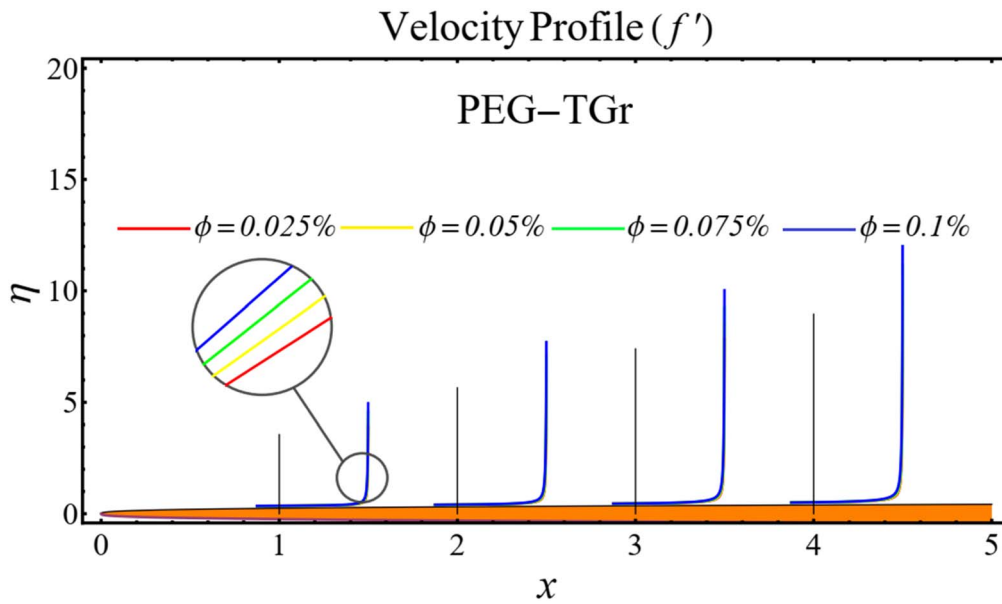 Velocity Profile (f ′)
20
PEG−TGr
15
ϕ = 0.025% ϕ = 0.05% ϕ = 0.075% ϕ = 0.1%
η
10
5
0
0 1 2 3 4 5
x